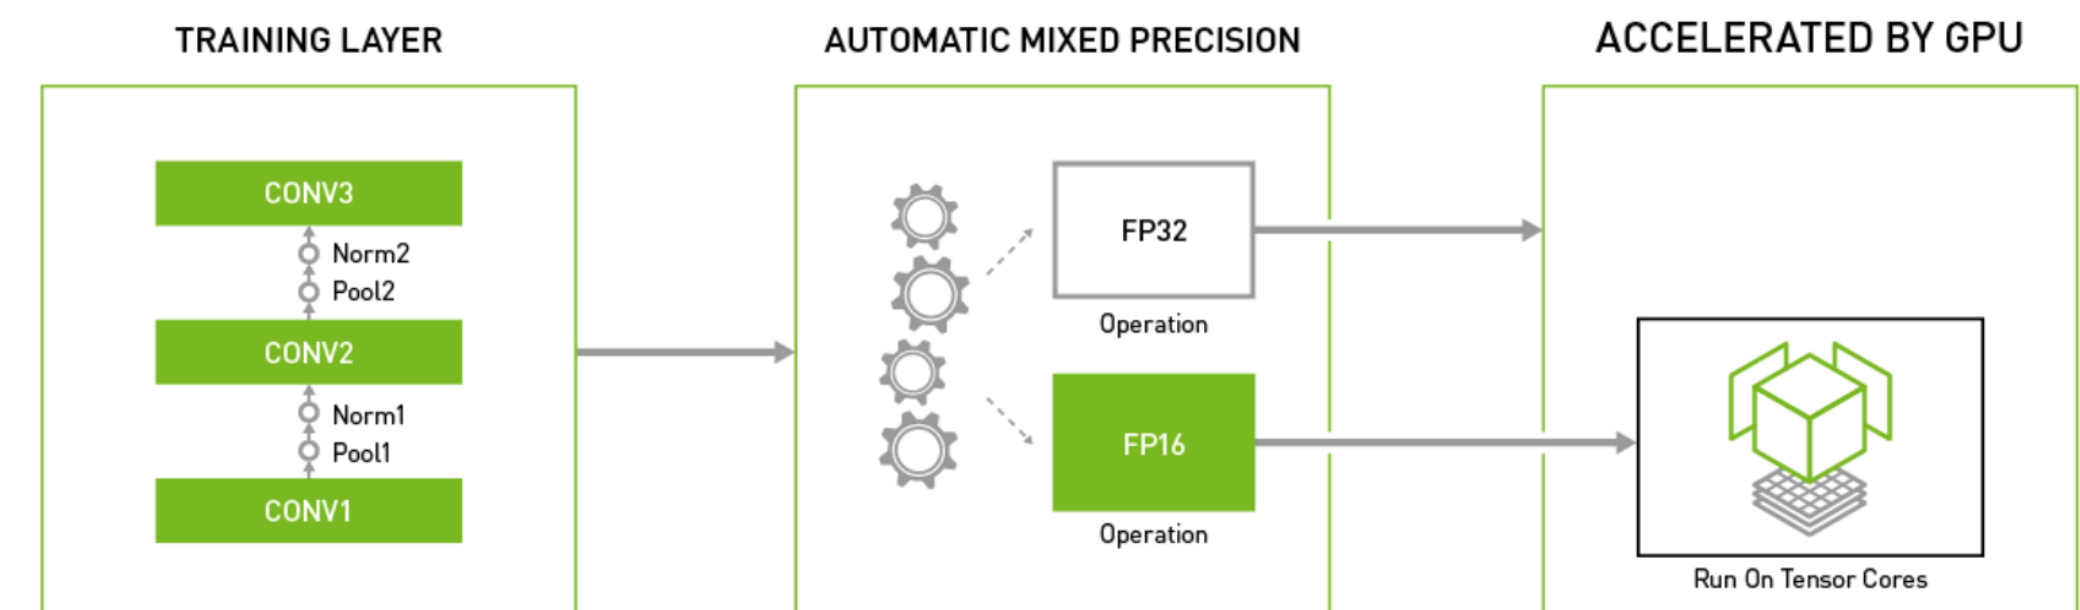 TRAINING LAYER
CONV3
Norm2
Pool2
CONV2
Norm1
Pool1
CONV1
AUTOMATIC MIXED PRECISION
FP32
Operation
FP16
Operation
ACCELERATED BY GPU
Run On Tensor Cores